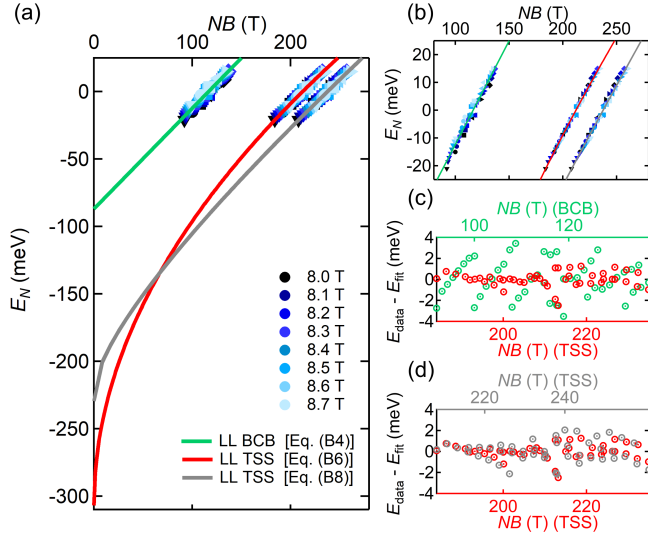 (a)
NB (T)
0 100 200
E_N (meV)
0
-50
-100
-150
-200
-250
-300
8.0 T
8.1 T
8.2 T
8.3 T
8.4 T
8.5 T
8.6 T
8.7 T
LL BCB [Eq. (B4)]
LL TSS [Eq. (B6)]
LL TSS [Eq. (B8)]
(b)
NB (T)
100 150 200 250
E_N (meV)
20
10
0
-10
-20
(c)
NB (T) (BCB)
100 120
E_data - E_fit
4
2
0
-2
-4
200 220
NB (T) (TSS)
(d)
NB (T) (TSS)
220 240
E_data - E_fit
4
2
0
-2
-4
200 220
NB (T) (TSS)